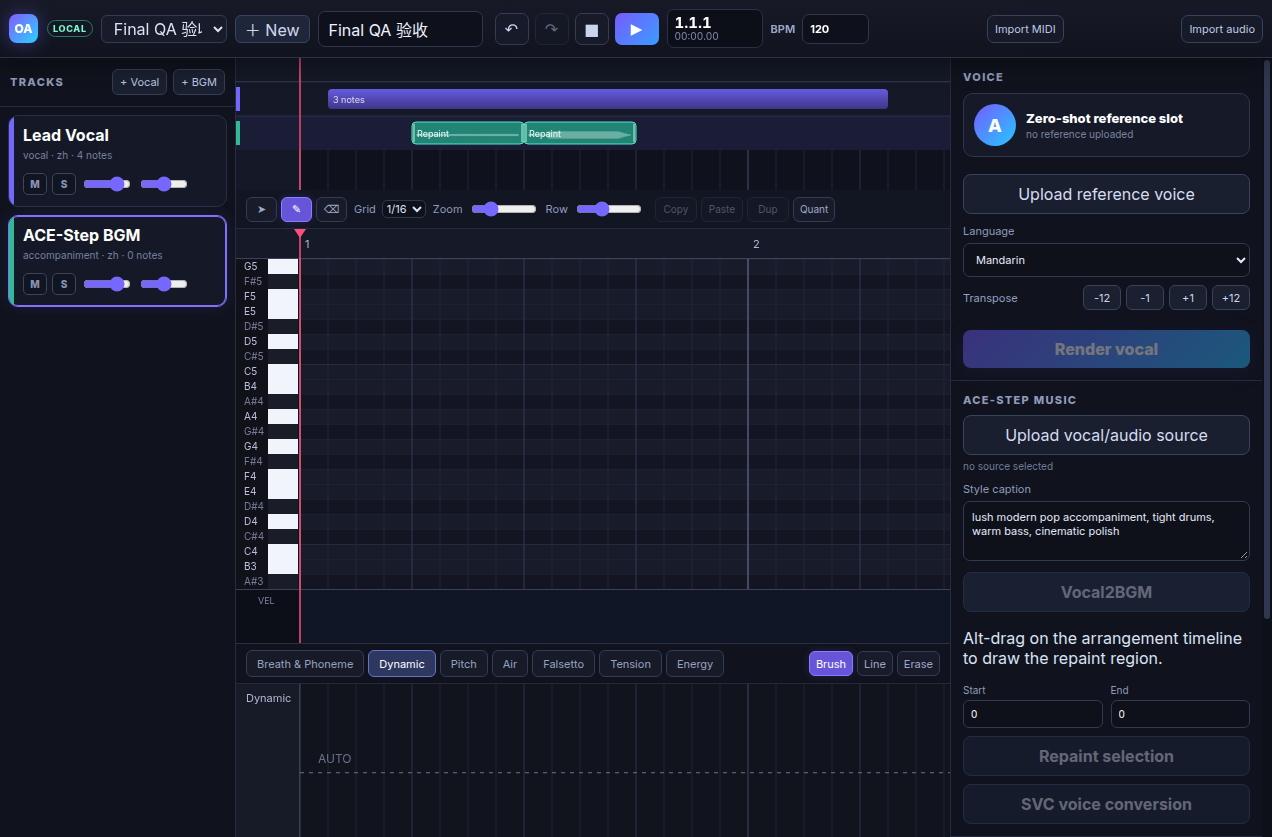 OA
LOCAL
Final QA 验收
+ New
Final QA 验收
1.1.1
00:00.00
BPM
120
Import MIDI
Import audio
TRACKS
+ Vocal
+ BGM
Lead Vocal
vocal · zh · 4 notes
M
S
ACE-Step BGM
accompaniment · zh · 0 notes
M
S
3 notes
Repaint
Repaint
Grid
1/16
Zoom
Row
Copy
Paste
Dup
Quant
1
2
G5
F#5
F5
E5
D#5
D5
C#5
C5
B4
A#4
A4
G#4
G4
F#4
F4
E4
D#4
D4
C#4
C4
B3
A#3
VEL
Breath & Phoneme
Dynamic
Pitch
Air
Falsetto
Tension
Energy
Brush
Line
Erase
Dynamic
AUTO
VOICE
A
Zero-shot reference slot
no reference uploaded
Upload reference voice
Language
Mandarin
Transpose
-12
-1
+1
+12
Render vocal
ACE-STEP MUSIC
Upload vocal/audio source
no source selected
Style caption
lush modern pop accompaniment, tight drums,
warm bass, cinematic polish
Vocal2BGM
Alt-drag on the arrangement timeline
to draw the repaint region.
Start
End
0
0
Repaint selection
SVC voice conversion